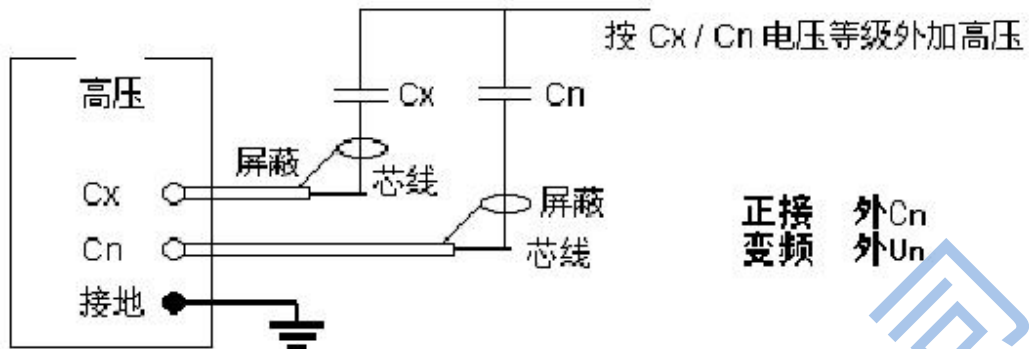 按 Cx / Cn 电压等级外加高压
高压
Cx
Cn
屏蔽
芯线
Cx
屏蔽
Cn
芯线
接地
正接 外Cn
变频 外Un
司